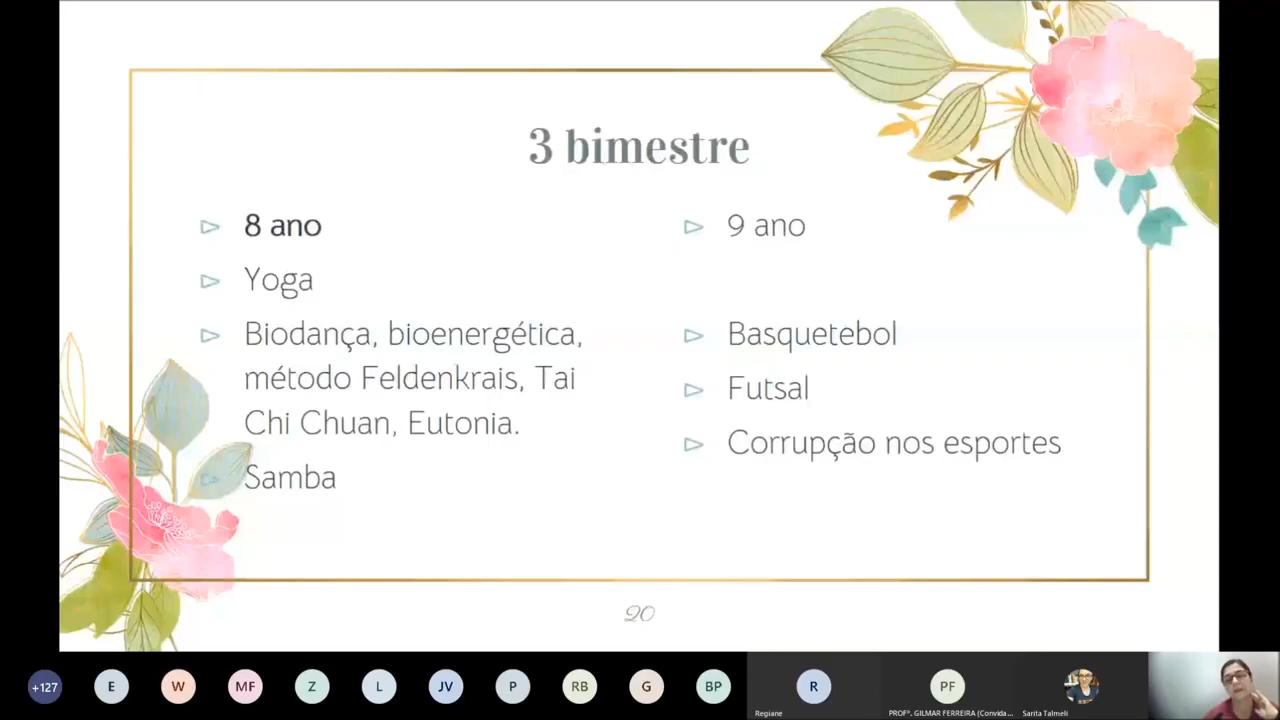 3 bimestre
8 ano
Yoga
Biodança, bioenergética,
método Feldenkrais, Tai
Chi Chuan, Eutonia.
Samba
9 ano
Basquetebol
Futsal
Corrupção nos esportes
20
+127
E
W
MF
Z
L
JV
P
RB
G
BP
R
PF
Regiane
PROFº. GILMAR FERREIRA (Convida...
Sarita Talmeli